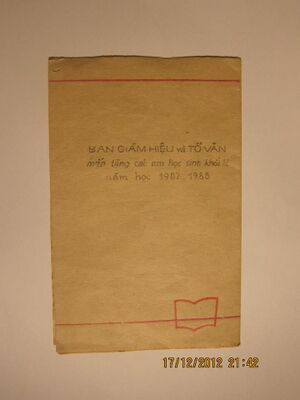 BAN GIÁM HIỆU và TỔ VĂN
mến tặng các em học sinh khối 12
năm học 1987-1988
17/12/2012 21:42